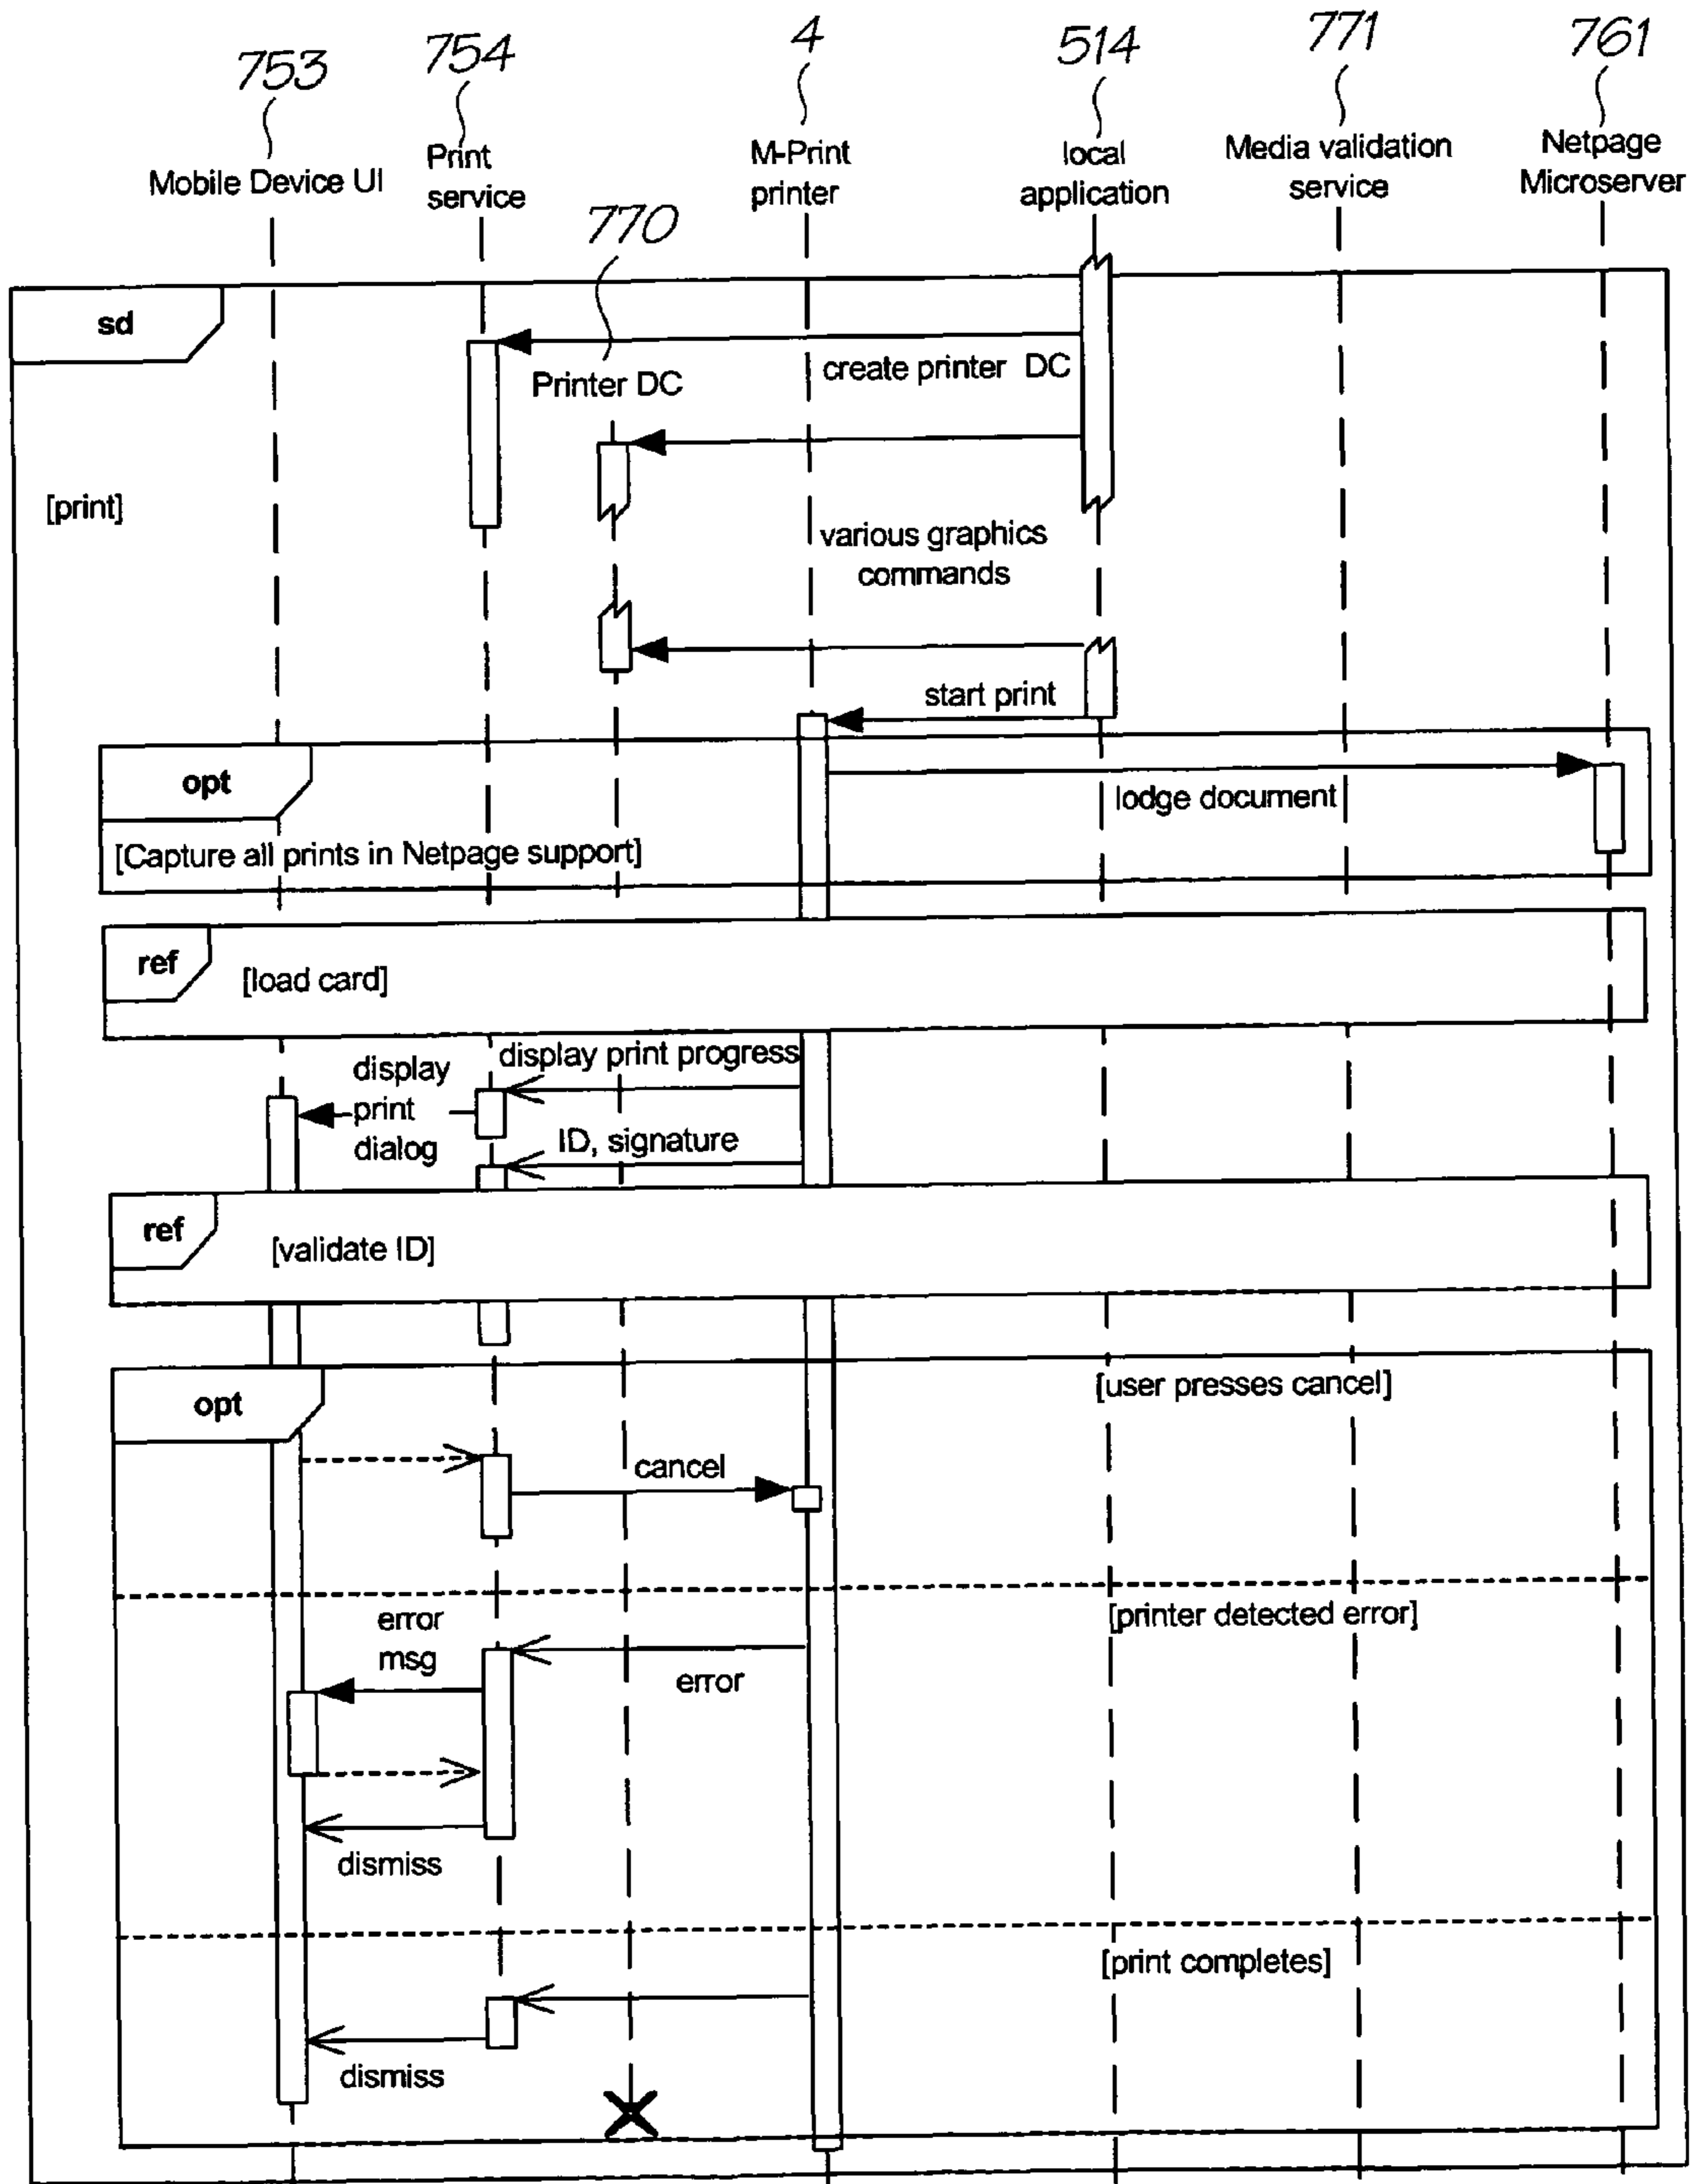 753
754
4
514
771
761
Mobile Device UI
Print
service
M-Print
printer
local
application
Media validation
service
Netpage
Microserver
770
sd
create printer DC
Printer DC
[print]
various graphics
commands
start print
opt
lodge document
[Capture all prints in Netpage support]
ref
[load card]
display print progress
display
print
dialog
ID, signature
ref
[validate ID]
opt
[user presses cancel]
cancel
[printer detected error]
error
msg
error
dismiss
[print completes]
dismiss